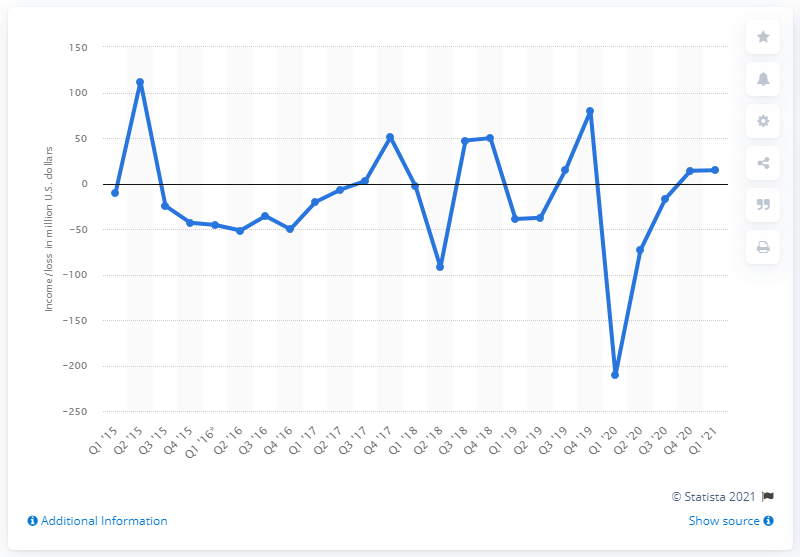 150
100
50
0
−50
−100
−150
−200
−250
Income/loss in million U.S. dollars
Q1 '15
Q2 '15
Q3 '15
Q4 '15
Q1 '16*
Q2 '16
Q3 '16
Q4 '16
Q1 '17
Q2 '17
Q3 '17
Q4 '17
Q1 '18
Q2 '18
Q3 '18
Q4 '18
Q1 '19
Q2 '19
Q3 '19
Q4 '19
Q1 '20
Q2 '20
Q3 '20
Q4 '20
Q1 '21
© Statista 2021
Additional Information
Show source